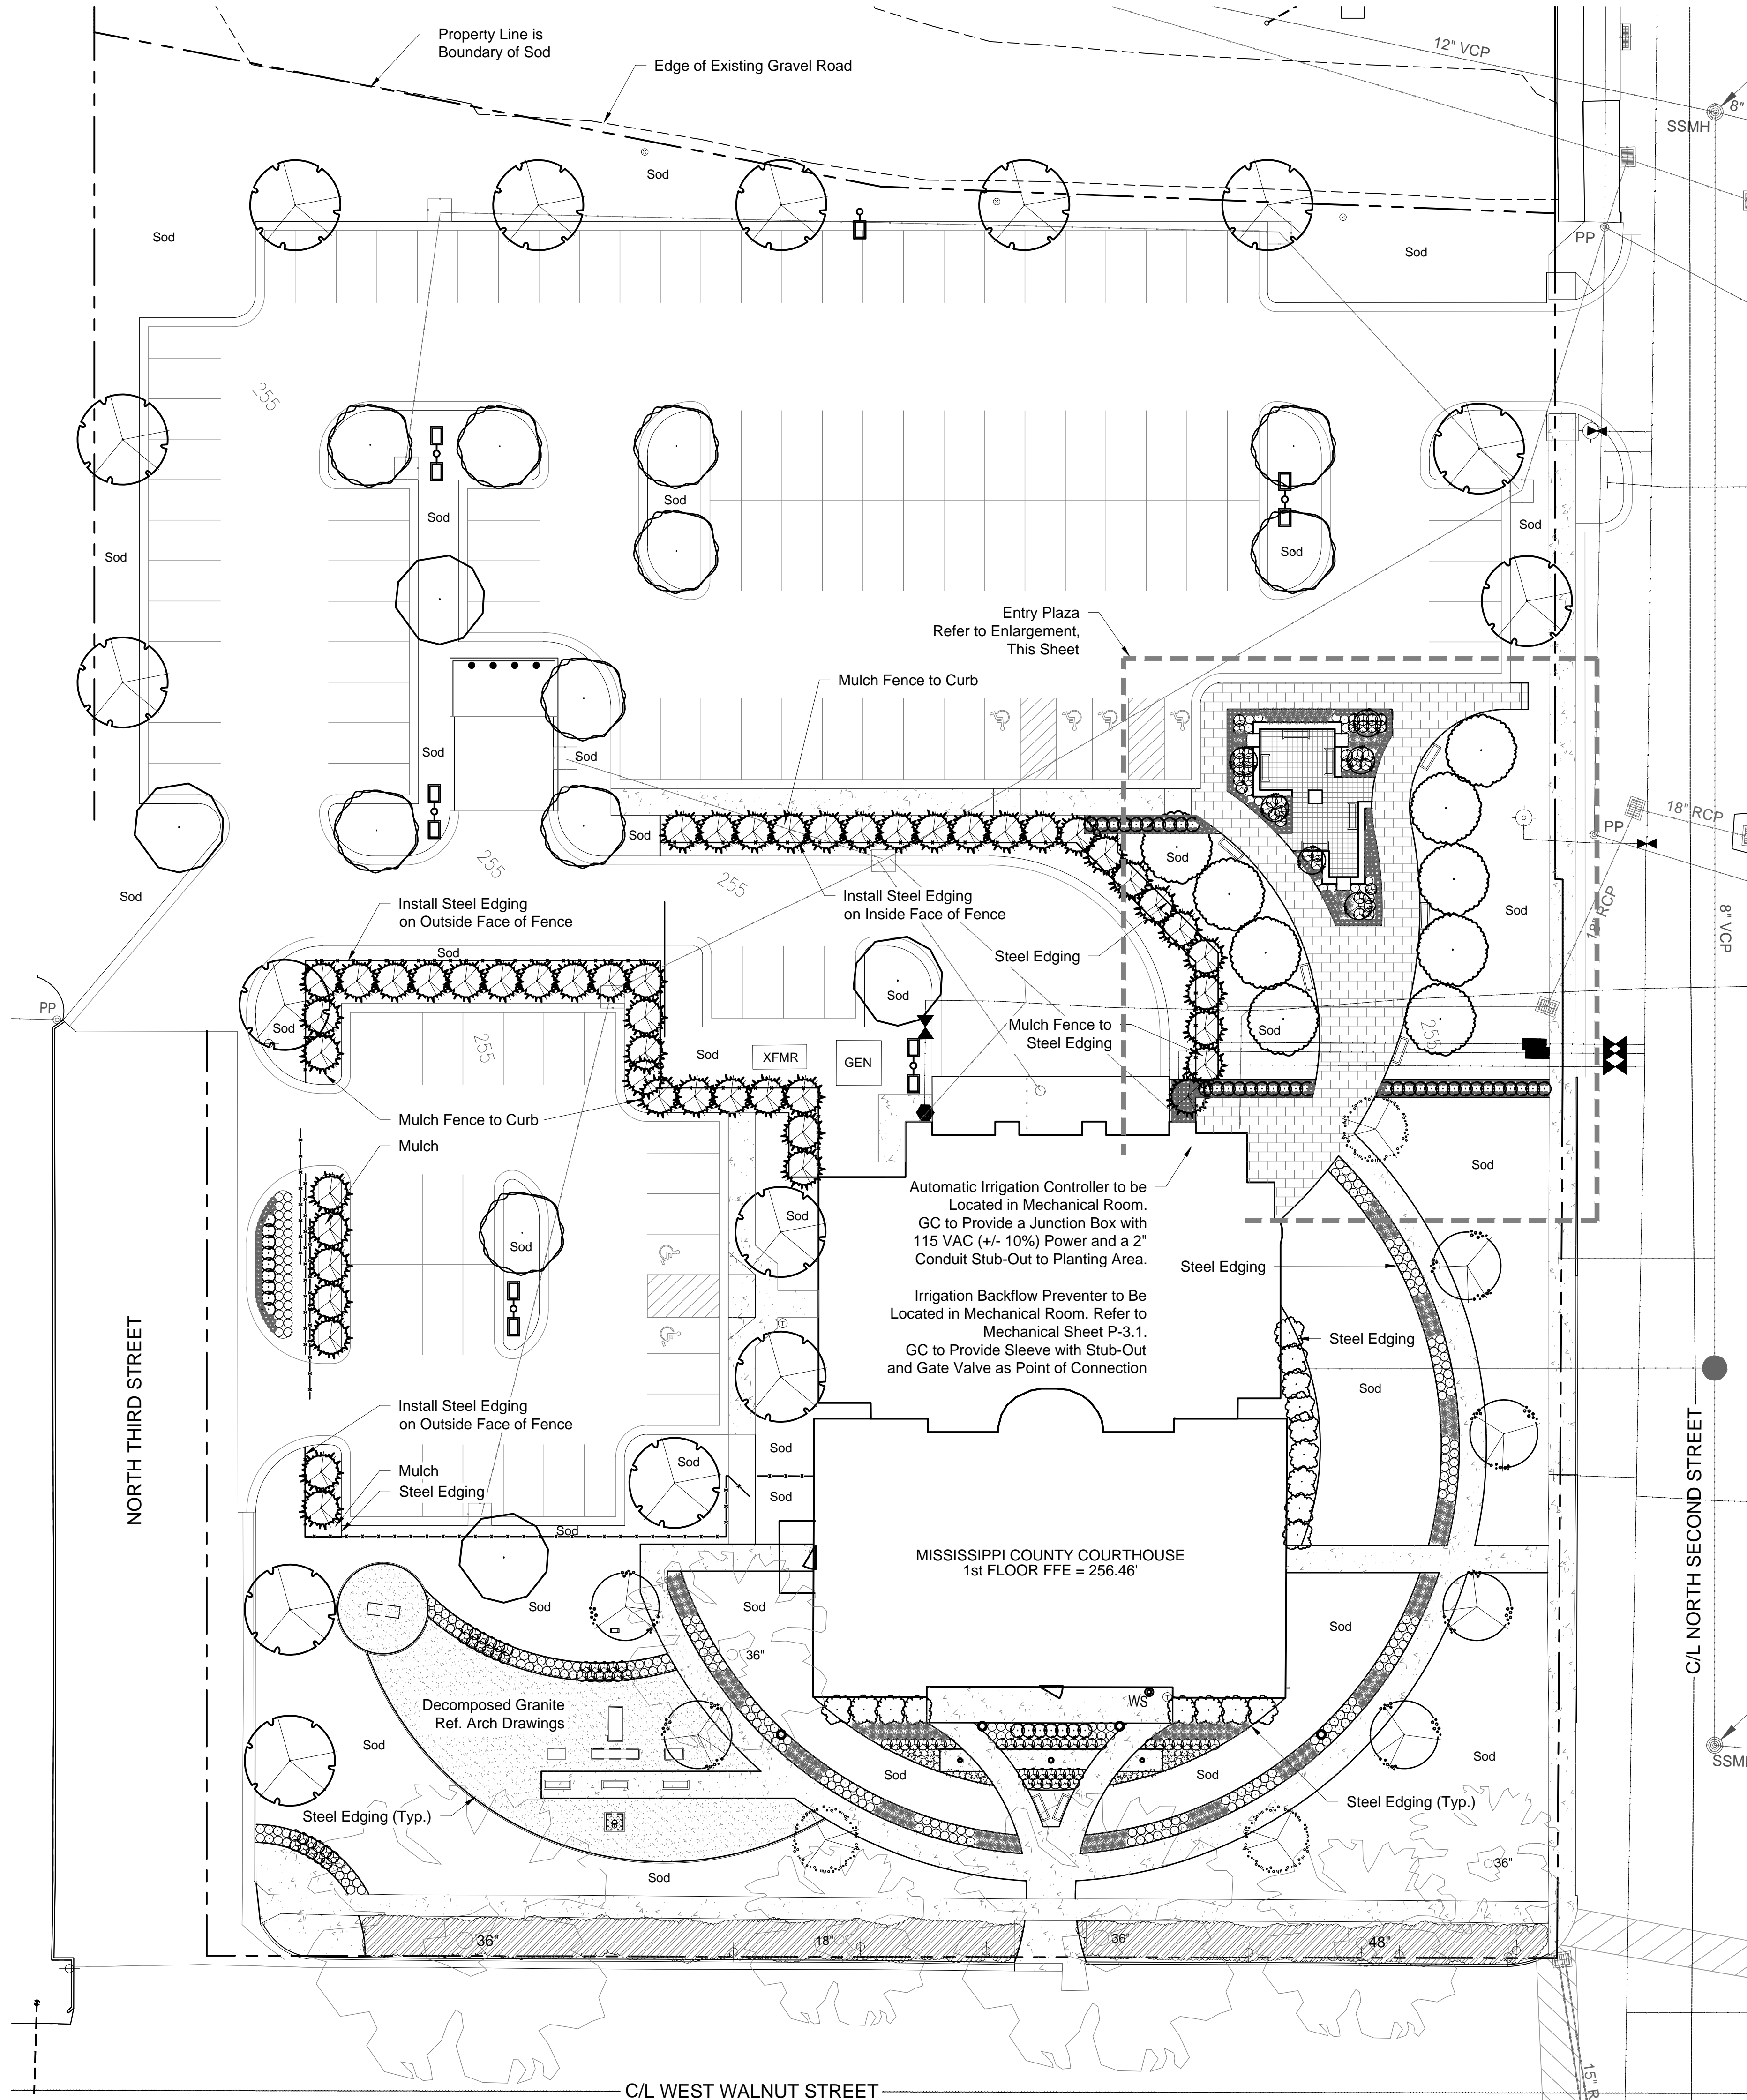 Property Line is
Boundary of Sod
Edge of Existing Gravel Road
12" VCP
8"
SSMH
Sod
Sod
Sod
PP
255
Sod
Sod
Sod
Sod
Sod
Entry Plaza
Refer to Enlargement,
This Sheet
Mulch Fence to Curb
Sod
Sod
18" RCP
PP
Sod
Sod
255
255
Sod
Install Steel Edging
on Inside Face of Fence
Install Steel Edging
on Outside Face of Fence
Sod
18" RCP
8" VCP
Sod
Steel Edging
Sod
PP
Sod
255
Mulch Fence to
Steel Edging
Sod
255
Sod
XFMR
GEN
Mulch Fence to Curb
Mulch
Sod
Automatic Irrigation Controller to be
Located in Mechanical Room.
GC to Provide a Junction Box with
115 VAC (+/- 10%) Power and a 2"
Conduit Stub-Out to Planting Area.
Sod
Sod
Steel Edging
Irrigation Backflow Preventer to Be
Located in Mechanical Room. Refer to
Mechanical Sheet P-3.1.
GC to Provide Sleeve with Stub-Out
and Gate Valve as Point of Connection
T
Steel Edging
NORTH THIRD STREET
Sod
Install Steel Edging
on Outside Face of Fence
C/L NORTH SECOND STREET
Sod
Sod
Mulch
Steel Edging
Sod
Sod
MISSISSIPPI COUNTY COURTHOUSE
1st FLOOR FFE = 256.46'
Sod
Sod
Sod
36"
Decomposed Granite
Ref. Arch Drawings
WS
T
Sod
Sod
SSMH
Sod
Sod
Steel Edging (Typ.)
Steel Edging (Typ.)
36"
Sod
36"
18"
36"
48"
15" R
C/L WEST WALNUT STREET